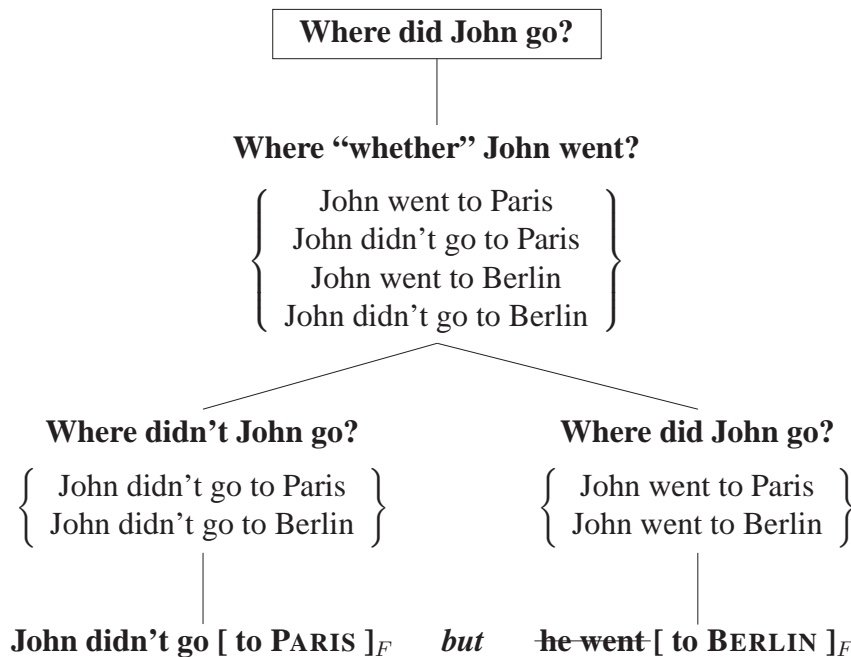 Where did John go?
Where “whether” John went?
John went to Paris
John didn’t go to Paris
John went to Berlin
John didn’t go to Berlin
Where didn’t John go?
John didn’t go to Paris
John didn’t go to Berlin
Where did John go?
John went to Paris
John went to Berlin
John didn’t go [ to PARIS ]F but he went [ to BERLIN ]F